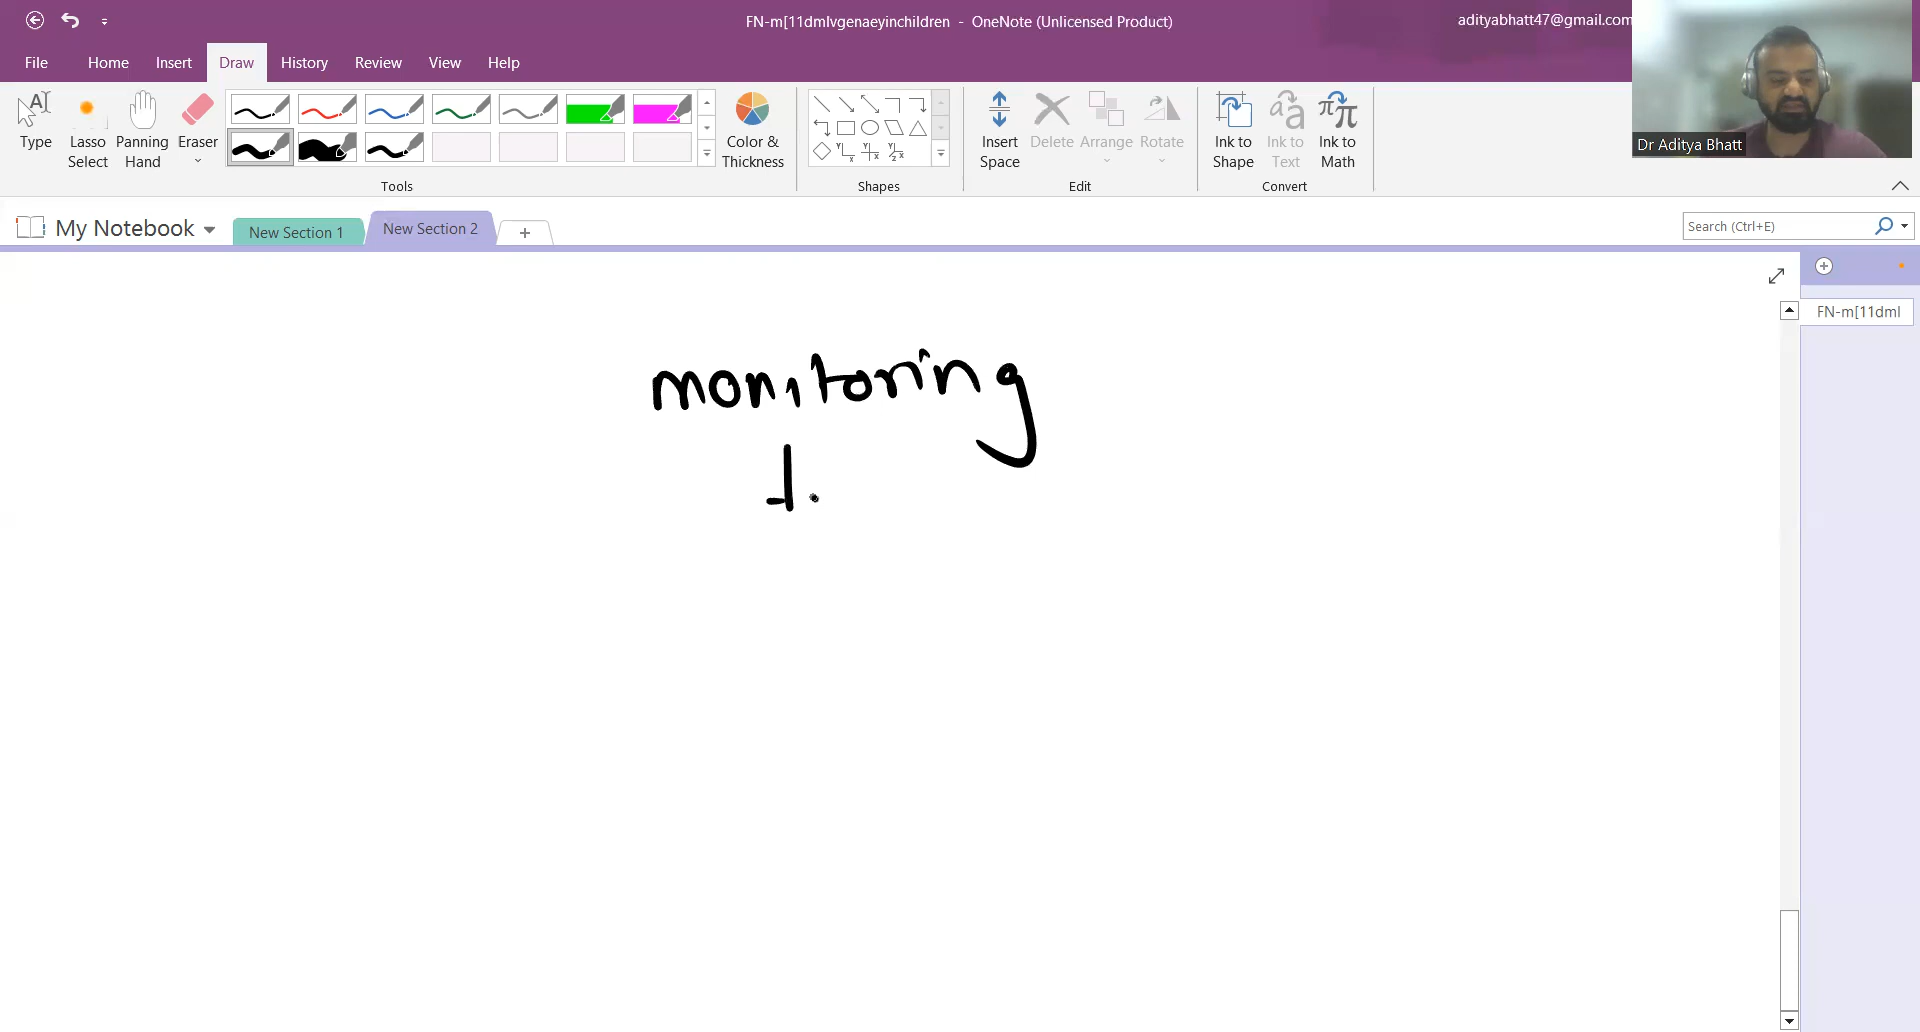 FN-m[11dmlvgenaeyinchildren - OneNote (Unlicensed Product)
adityabhatt47@gmail.com
File Home Insert Draw History Review View Help
Dr Aditya Bhatt
Type
Lasso Select
Panning Hand
Eraser
Color & Thickness
Insert Space
Delete
Arrange
Rotate
Ink to Shape
Ink to Text
Ink to Math
Tools Shapes Edit Convert
My Notebook New Section 1 New Section 2
Search (Ctrl+E)
FN-m[11dml
monitoring